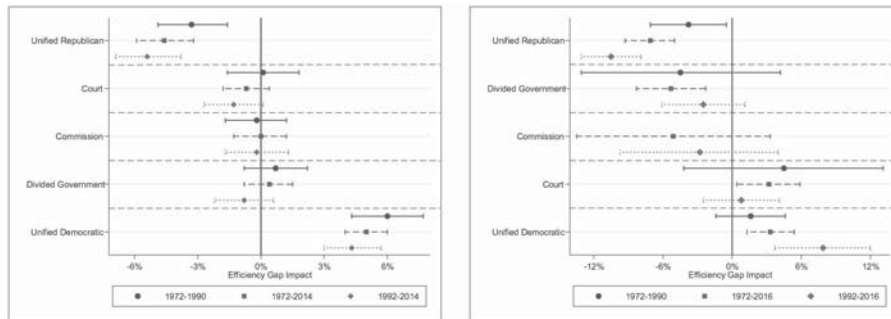 Unified Republican
Court
Commission
Divided Government
Unified Democratic
-6% -3% 0% 3% 6%
Efficiency Gap Impact
1972-1990 1972-2014 1992-2014
Unified Republican
Divided Government
Commission
Court
Unified Democratic
-12% -6% 0% 6% 12%
Efficiency Gap Impact
1972-1990 1972-2016 1992-2016